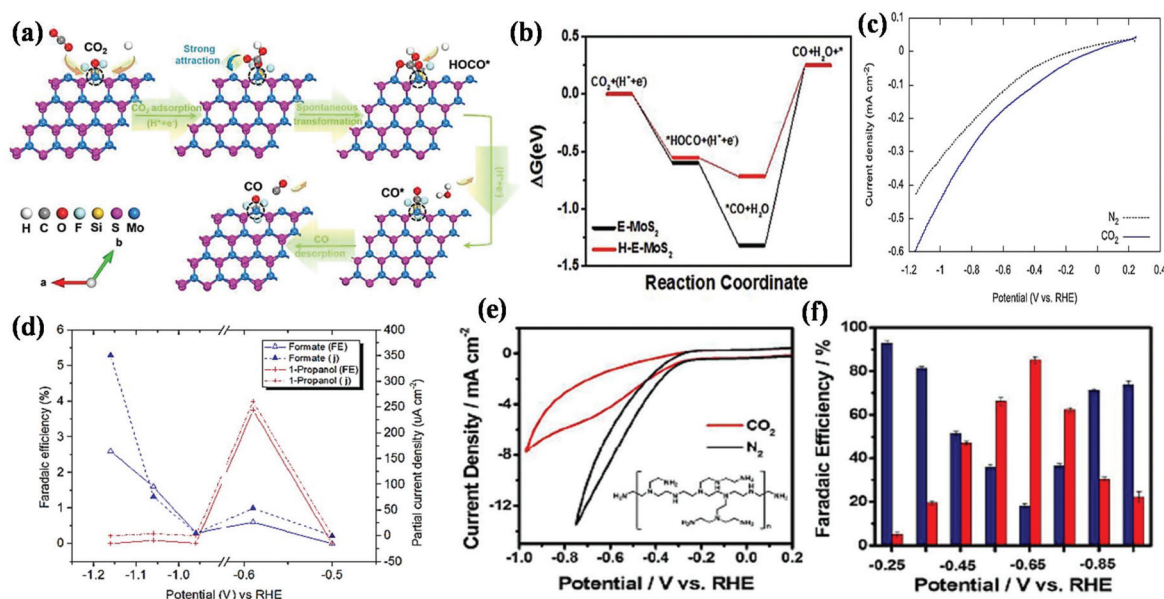 (a)
CO₂
Strong
attraction
HOCO*
CO₂ adsorption
(H⁺+e⁻)
Spontaneous
transformation
(H⁺+e⁻)
CO
CO*
CO
desorption
H C O F Si S Mo
b
a
(b)
ΔG(eV)
0.5
0.0
-0.5
-1.0
-1.5
CO₂+(H⁺+e⁻)
*HOCO+(H⁺+e⁻)
*CO+H₂O
CO+H₂O+*
E-MoS₂
H-E-MoS₂
Reaction Coordinate
(c)
Current density (mA cm⁻²)
0.1
0
-0.1
-0.2
-0.3
-0.4
-0.5
-0.6
N₂
CO₂
-1.2 -1 -0.8 -0.6 -0.4 -0.2 0 0.2 0.4
Potential (V vs. RHE)
(d)
Faradaic efficiency (%)
6
5
4
3
2
1
0
Formate (FE)
Formate (j)
1-Propanol (FE)
1-Propanol (j)
400
350
300
250
200
150
100
50
0
-50
Partial current density (uA cm⁻²)
-1.2 -1.1 -1.0 -0.6 -0.5
Potential (V) vs RHE
(e)
Current Density / mA cm⁻²
0
-4
-8
-12
CO₂
N₂
-1.0 -0.8 -0.6 -0.4 -0.2 0.0 0.2
Potential / V vs. RHE
(f)
Faradaic Efficiency / %
100
80
60
40
20
0
-0.25 -0.45 -0.65 -0.85
Potential / V vs. RHE